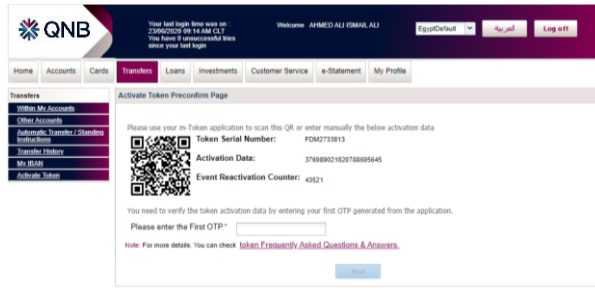 QNB
Your last login time was on :
23/06/2020 09:14 AM CLT
You have 0 unsuccessful tries
since your last login
Welcome AHMED ALI ISMAIL ALI
EgyptDefault
العربية
Log off
Home Accounts Cards Transfers Loans Investments Customer Service e-Statement My Profile
Transfers
Within My Accounts
Other Accounts
Automatic Transfer / Standing
Instructions
Transfer History
My IBAN
Activate Token
Activate Token Preconfirm Page
Please use your m-Token application to scan this QR or enter manually the below activation data
Token Serial Number: FDM2733813
Activation Data: 376989021820788695645
Event Reactivation Counter: 43521
You need to verify the token activation data by entering your first OTP generated from the application.
Please enter the First OTP:*
Note: For more details, You can check token Frequently Asked Questions & Answers.
Next